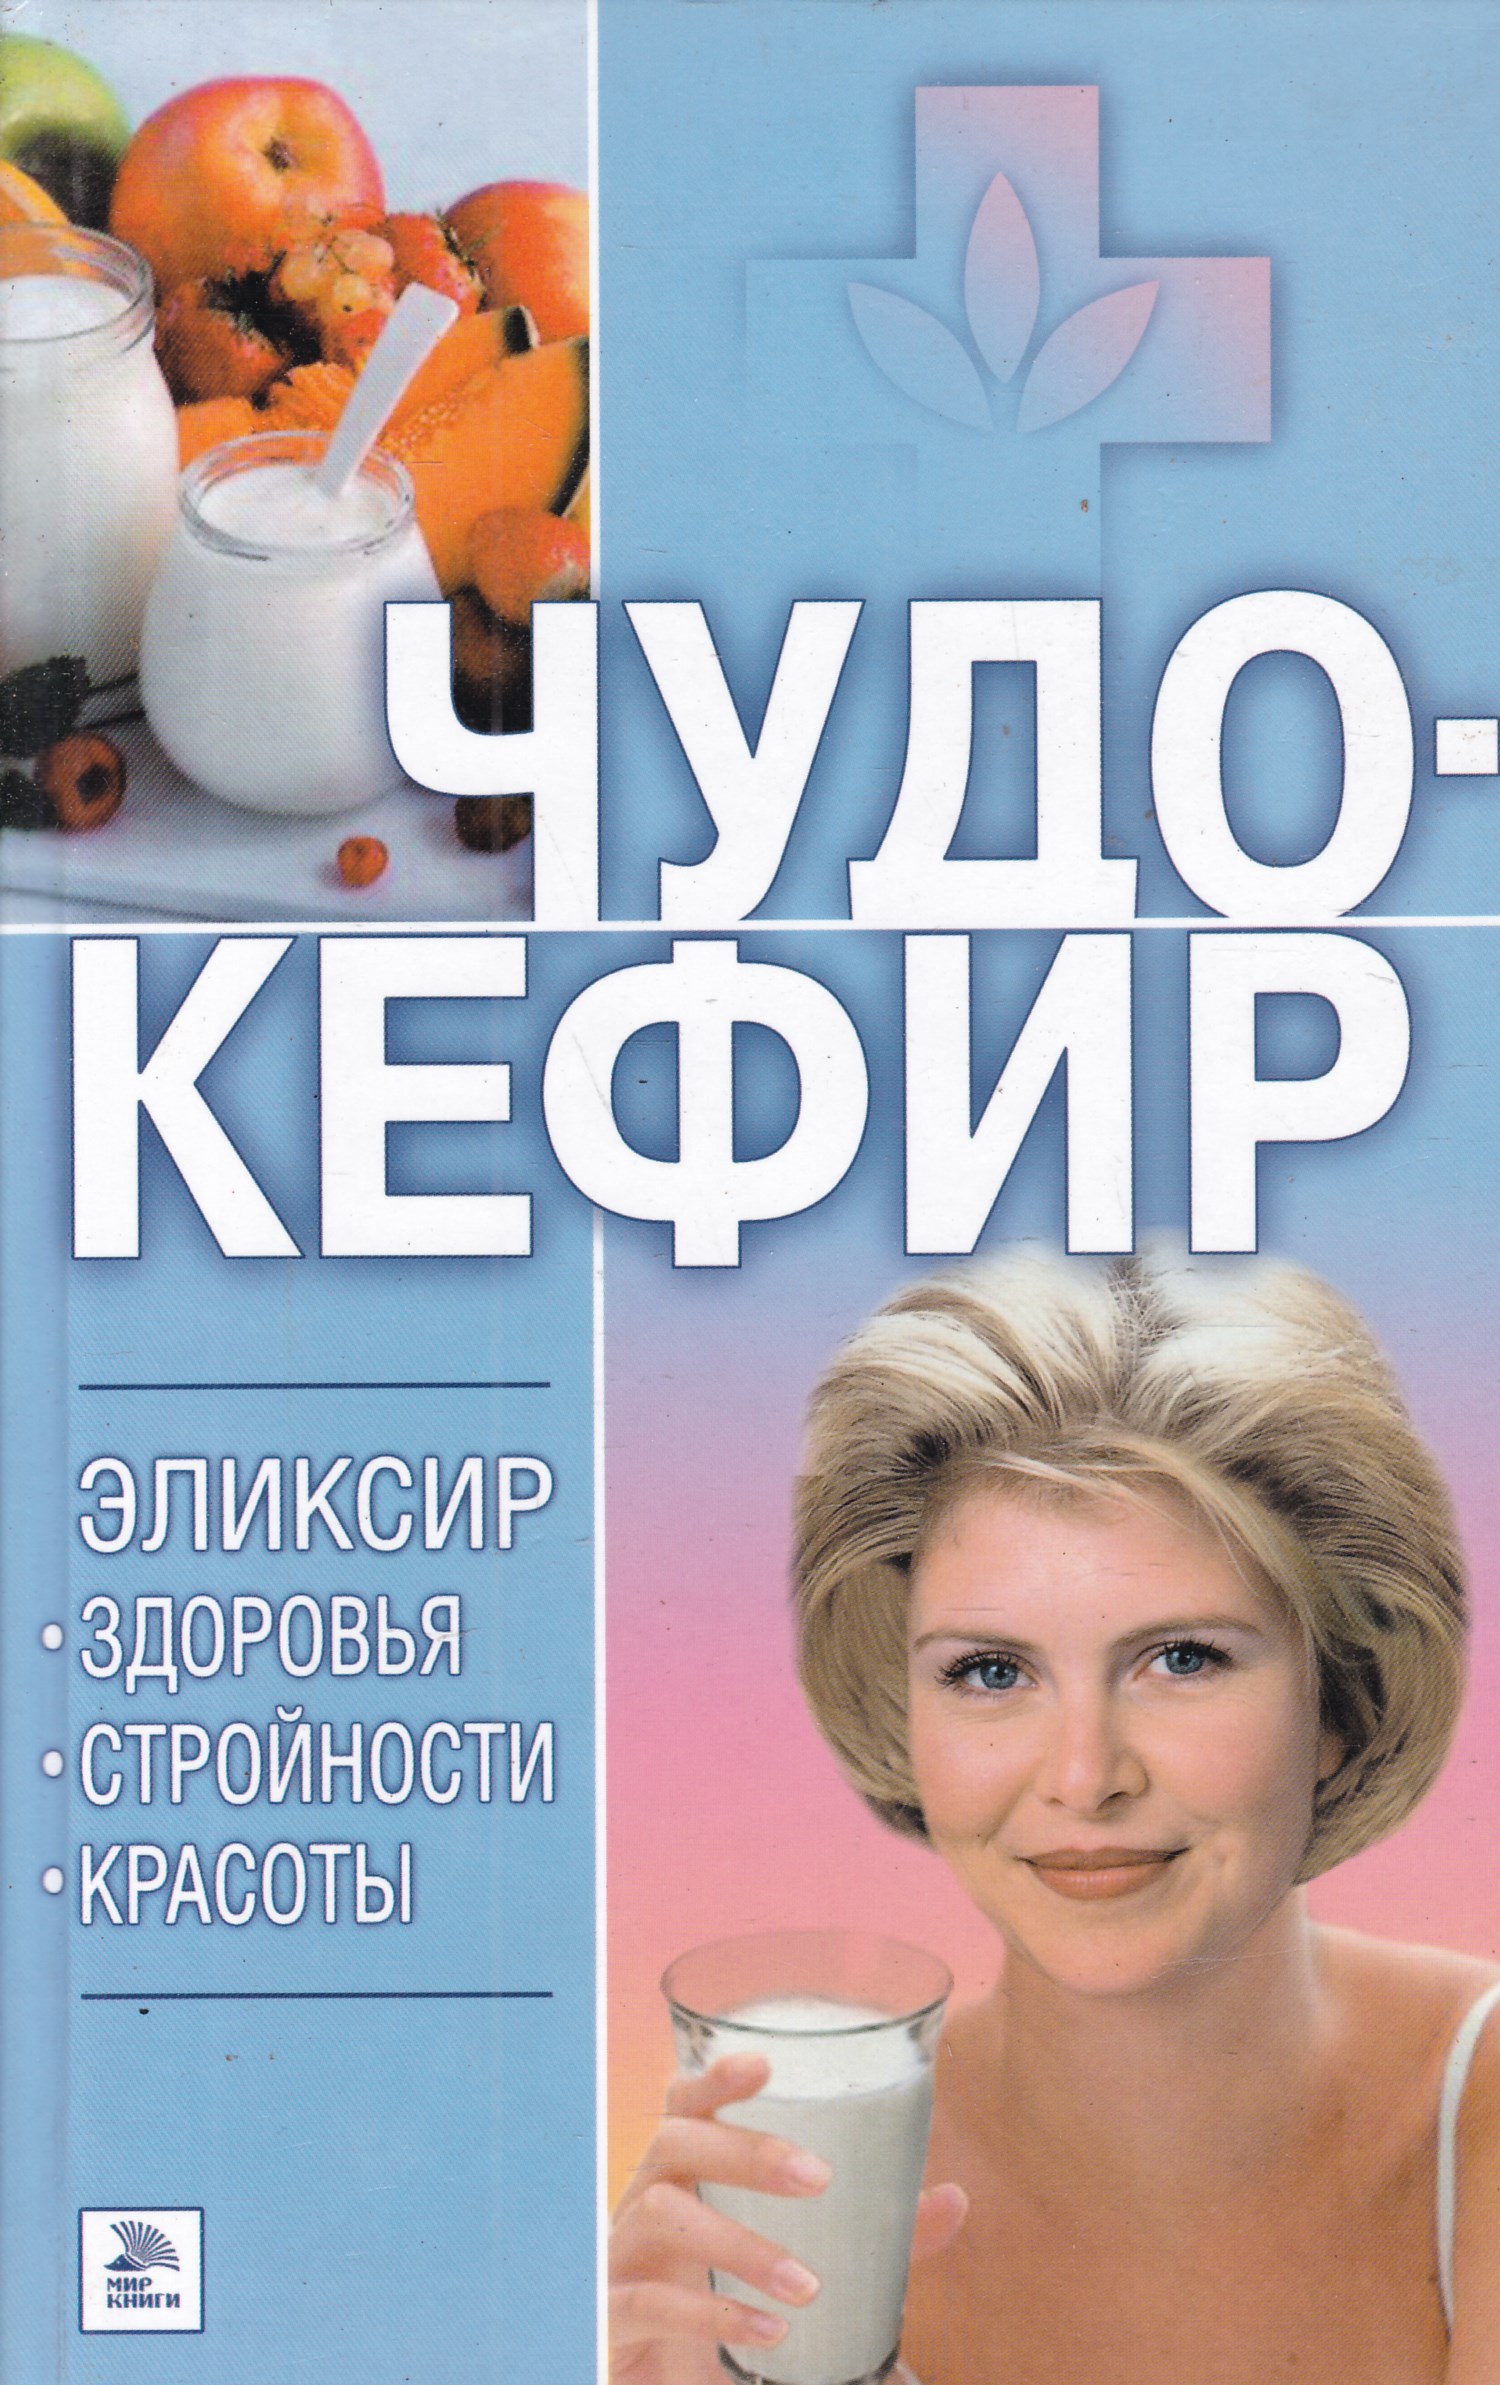 ЧУДО-
КЕФИР
ЭЛИКСИР
• ЗДОРОВЬЯ
• СТРОЙНОСТИ
• КРАСОТЫ
МИР
КНИГИ